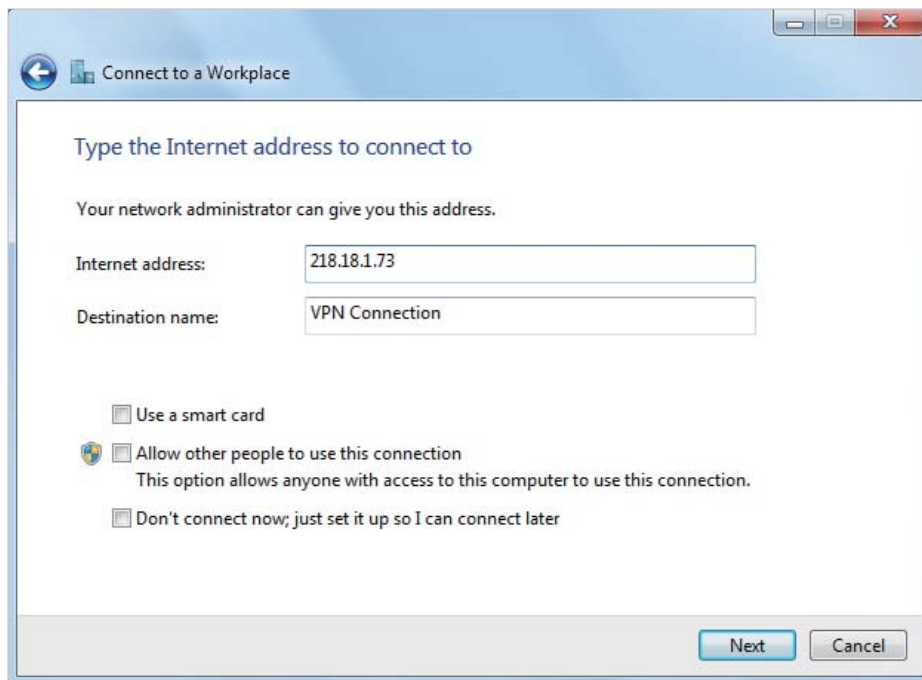 Connect to a Workplace
Type the Internet address to connect to
Your network administrator can give you this address.
Internet address: 218.18.1.73
Destination name: VPN Connection
Use a smart card
Allow other people to use this connection
This option allows anyone with access to this computer to use this connection.
Don't connect now; just set it up so I can connect later
Next Cancel